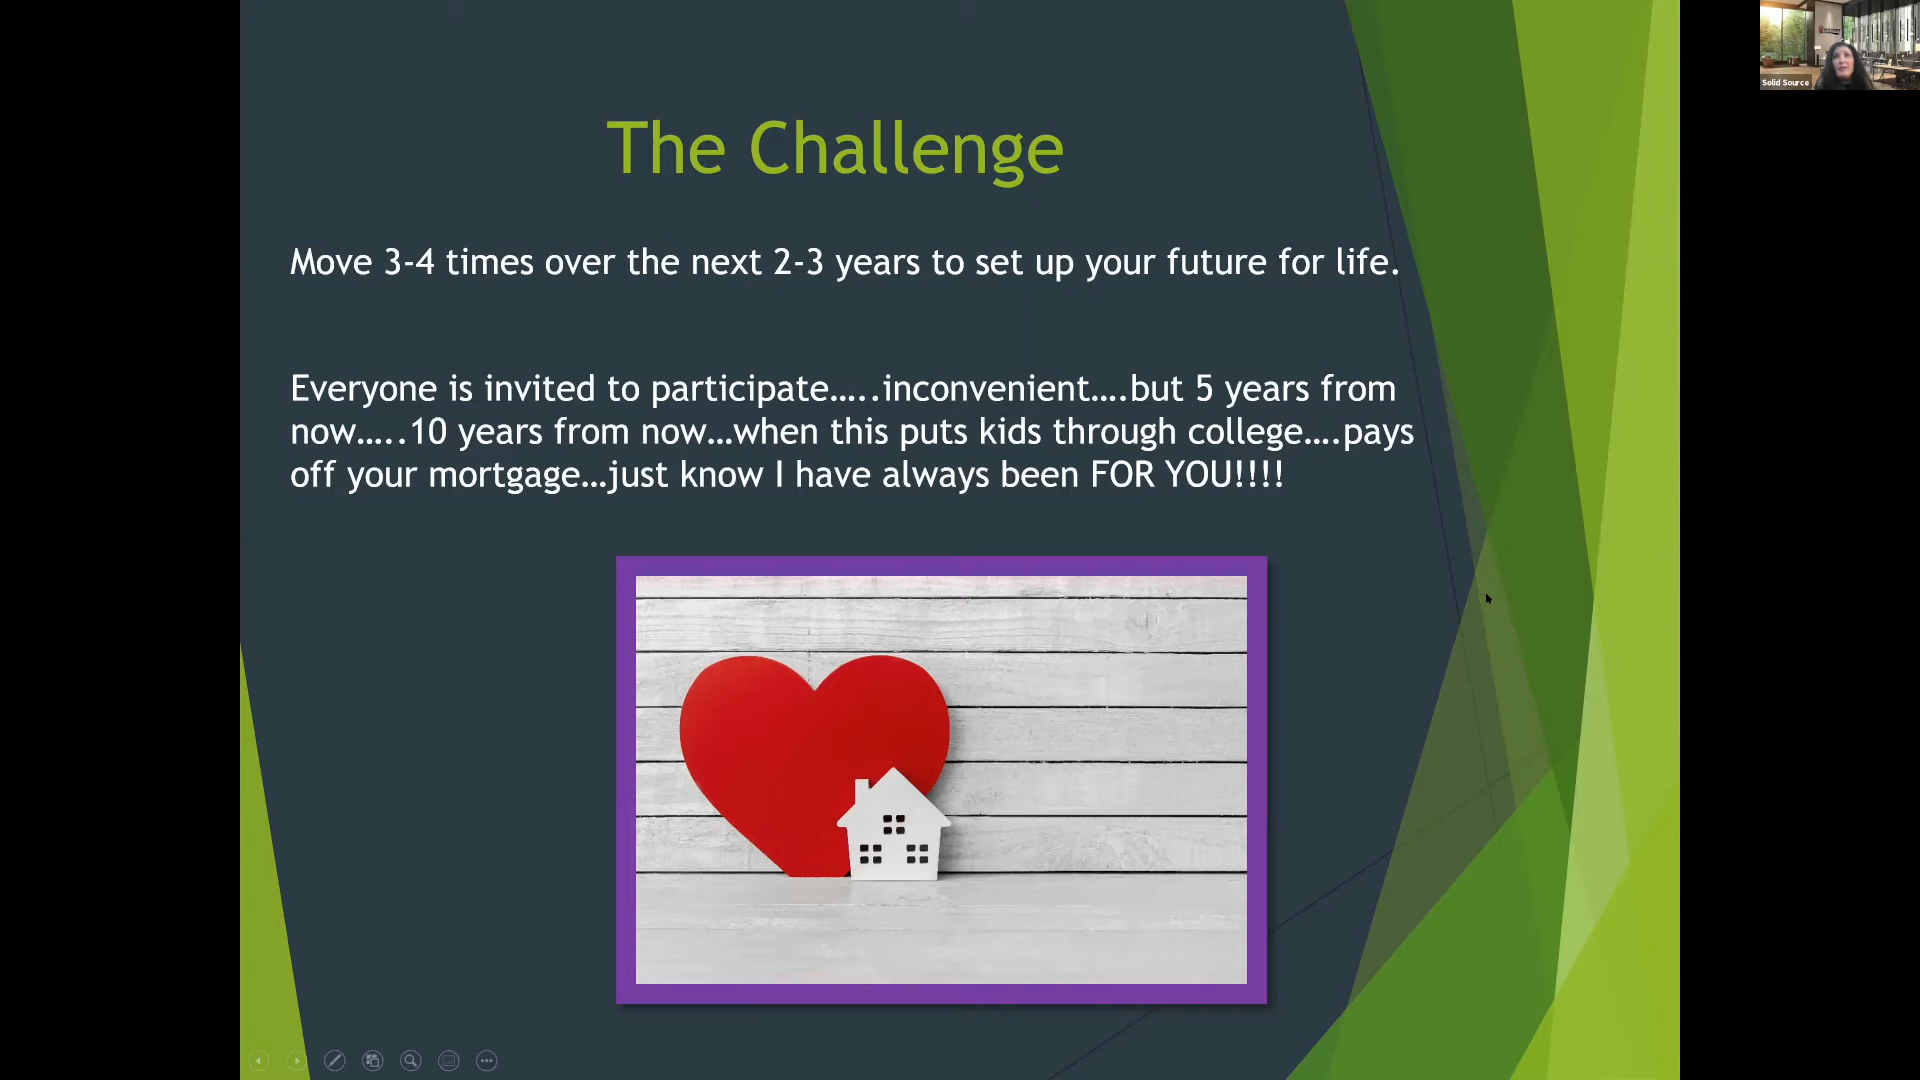 Solid Source
The Challenge
Move 3-4 times over the next 2-3 years to set up your future for life.
Everyone is invited to participate…..inconvenient….but 5 years from
now…..10 years from now…when this puts kids through college….pays
off your mortgage…just know I have always been FOR YOU!!!!